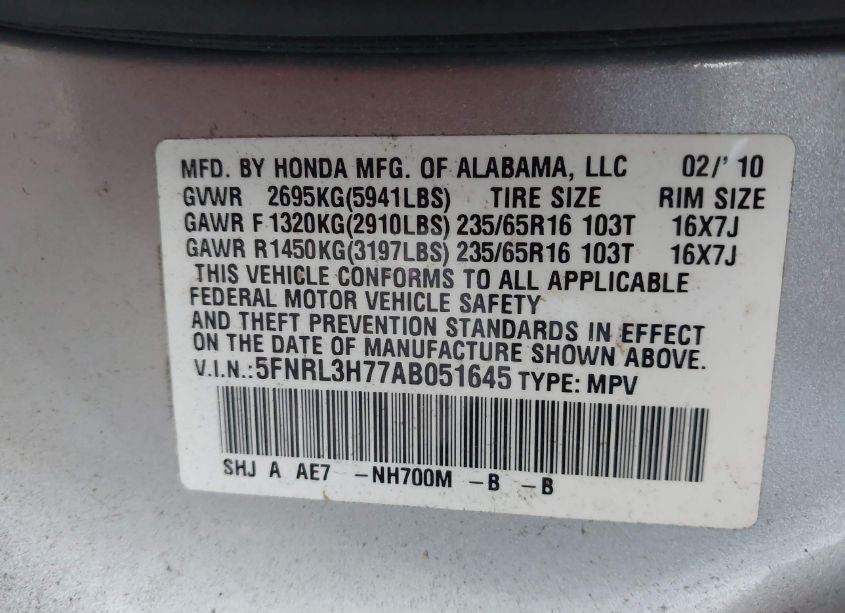 MFD. BY HONDA MFG. OF ALABAMA, LLC 02/'10
GVWR 2695KG(5941LBS) TIRE SIZE RIM SIZE
GAWR F1320KG(2910LBS) 235/65R16 103T 16X7J
GAWR R1450KG(3197LBS) 235/65R16 103T 16X7J
THIS VEHICLE CONFORMS TO ALL APPLICABLE
FEDERAL MOTOR VEHICLE SAFETY
AND THEFT PREVENTION STANDARDS IN EFFECT
ON THE DATE OF MANUFACTURE SHOWN ABOVE.
V.I.N.:5FNRL3H77AB051645 TYPE: MPV
SHJ A AE7 -NH700M -B -B